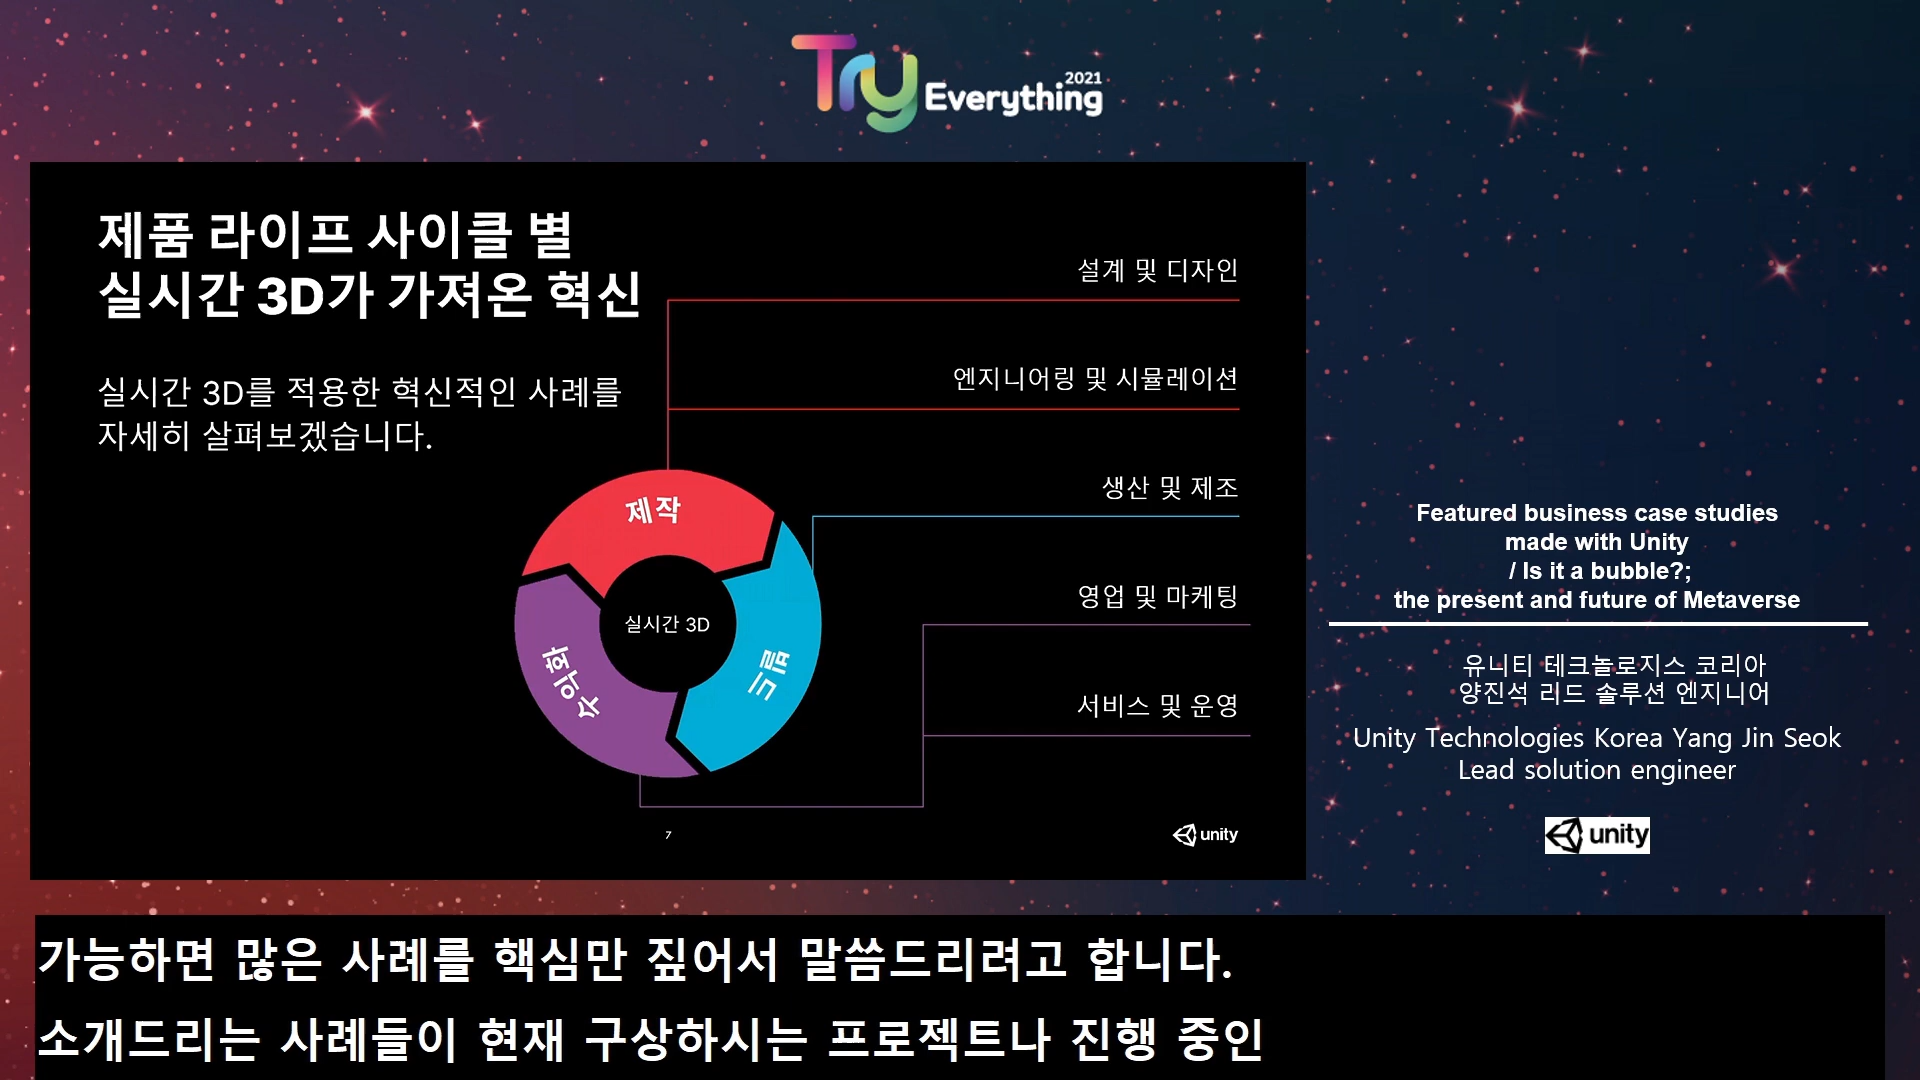 Try Everything 2021
제품 라이프 사이클 별
실시간 3D가 가져온 혁신
실시간 3D를 적용한 혁신적인 사례를
자세히 살펴보겠습니다.
설계 및 디자인
엔지니어링 및 시뮬레이션
생산 및 제조
영업 및 마케팅
서비스 및 운영
제작
빌드
수익화
실시간 3D
7
unity
Featured business case studies
made with Unity
/ Is it a bubble?;
the present and future of Metaverse
유니티 테크놀로지스 코리아
양진석 리드 솔루션 엔지니어
Unity Technologies Korea Yang Jin Seok
Lead solution engineer
unity
가능하면 많은 사례를 핵심만 짚어서 말씀드리려고 합니다.
소개드리는 사례들이 현재 구상하시는 프로젝트나 진행 중인